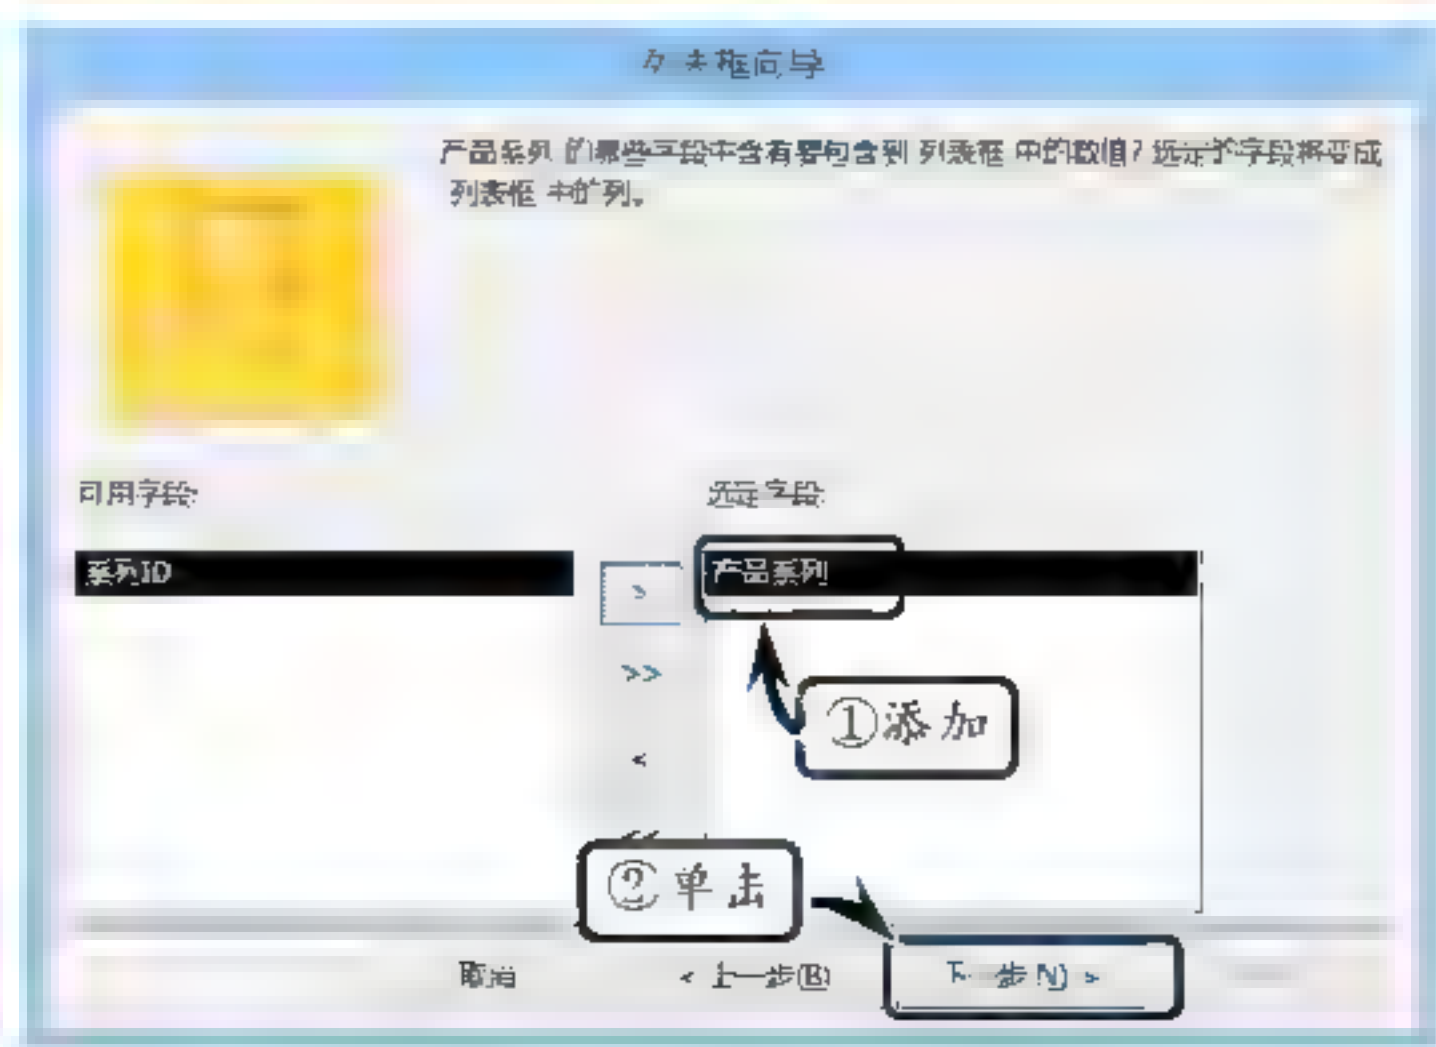 列表框向导
产品系列 的哪些字段中含有要包含到 列表框 中的数值？选定的字段将变成
列表框 中的列。
可用字段:
选定字段:
系列ID
>
产品系列
>>
①添加
<
<<
②单击
取消
< 上一步(B)
下一步(N) >